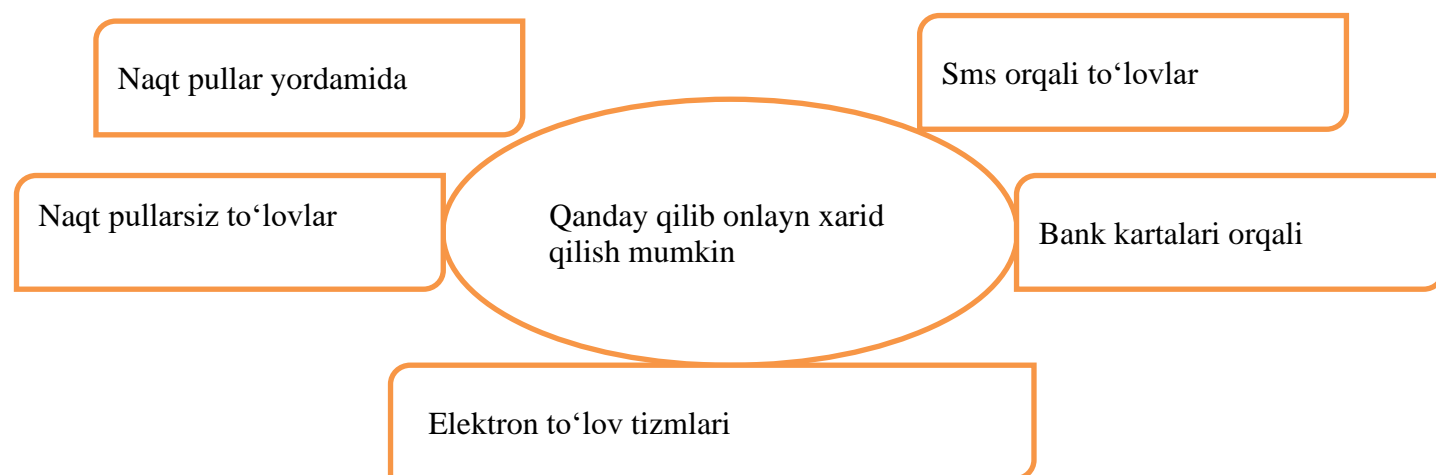 Naqt pullar yordamida
Sms orqali to‘lovlar
Naqt pullarsiz to‘lovlar
Qanday qilib onlayn xarid
qilish mumkin
Bank kartalari orqali
Elektron to‘lov tizmlari